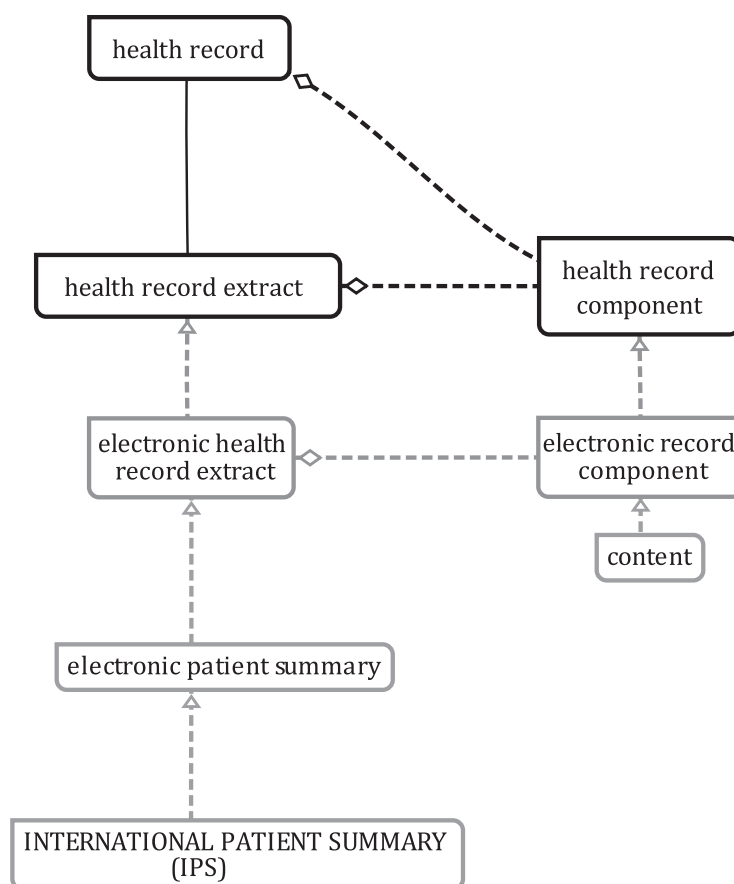 health record
health record extract
health record
component
electronic health
record extract
electronic record
component
content
electronic patient summary
INTERNATIONAL PATIENT SUMMARY
(IPS)